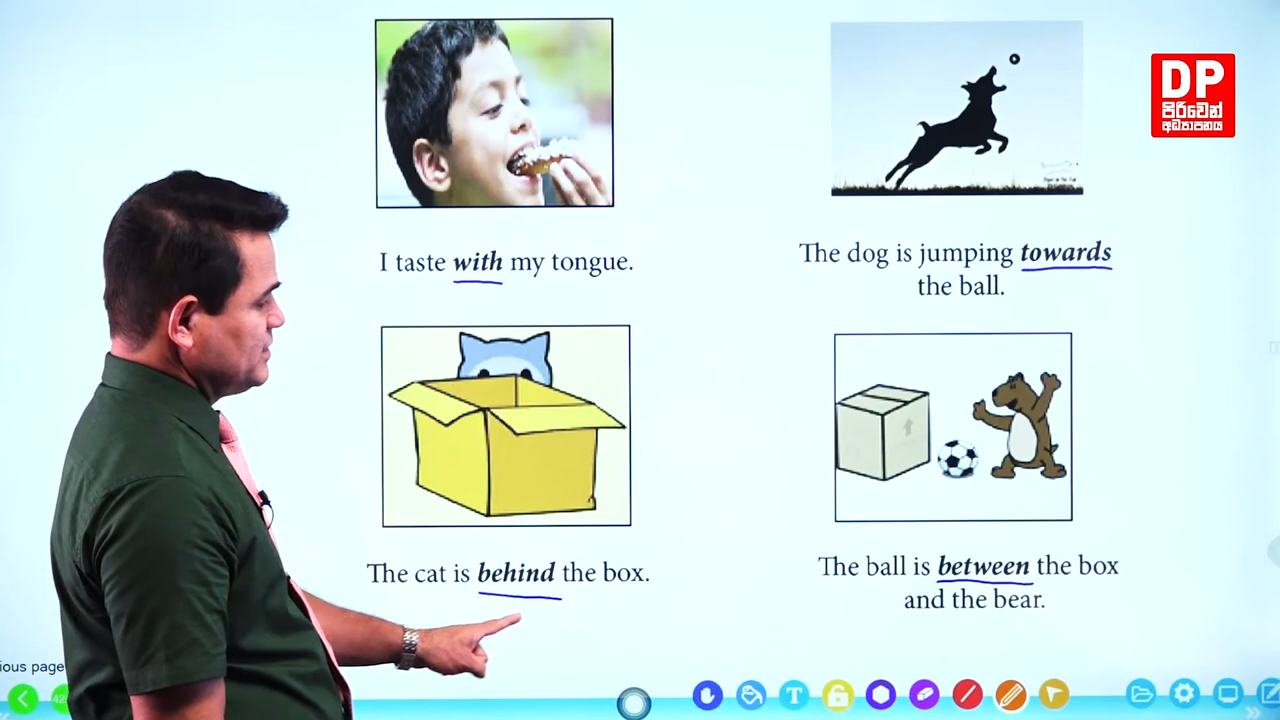 DP
පිරිවෙන්
අධ්‍යාපනය
I taste with my tongue.
The dog is jumping towards
the ball.
The cat is behind the box.
The ball is between the box
and the bear.
ious page
42
T